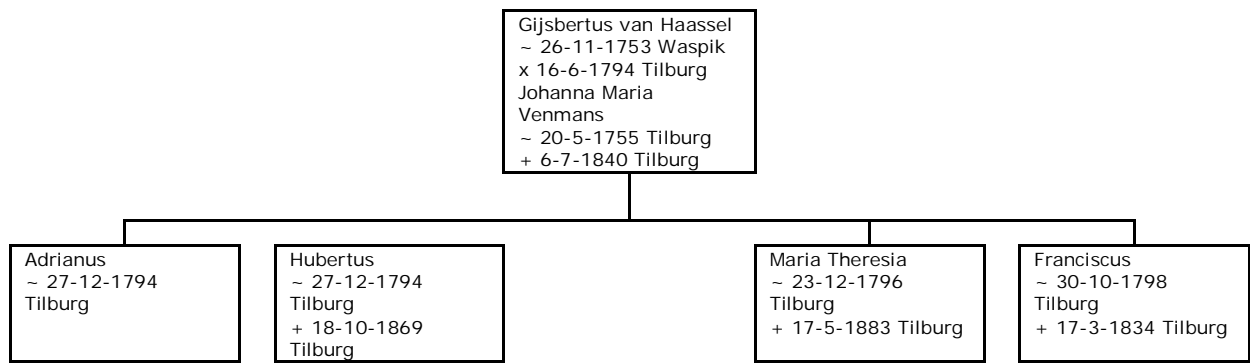 Gijsbertus van Haassel
~ 26-11-1753 Waspik
x 16-6-1794 Tilburg
Johanna Maria
Venmans
~ 20-5-1755 Tilburg
+ 6-7-1840 Tilburg
Adrianus
~ 27-12-1794
Tilburg
Hubertus
~ 27-12-1794
Tilburg
+ 18-10-1869
Tilburg
Maria Theresia
~ 23-12-1796
Tilburg
+ 17-5-1883 Tilburg
Franciscus
~ 30-10-1798
Tilburg
+ 17-3-1834 Tilburg